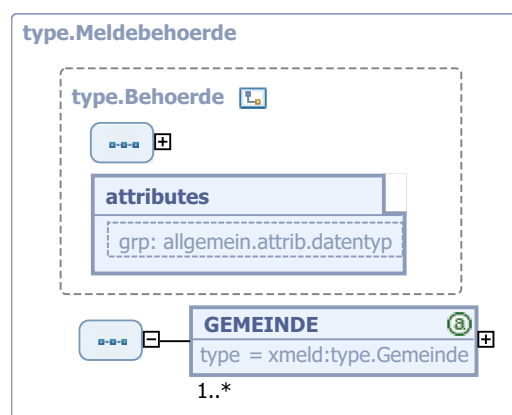 type.Meldebehoerde
type.Behoerde
attributes
grp: allgemein.attrib.datentyp
GEMEINDE
type = xmeld:type.Gemeinde
1..*